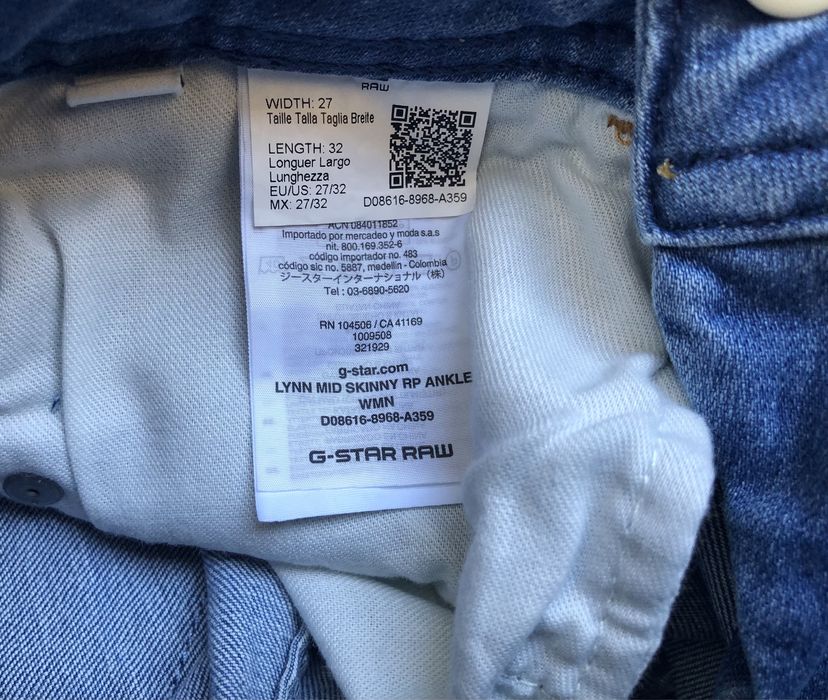 RAW
WIDTH: 27
Taille Talla Taglia Breite
LENGTH: 32
Longuer Largo
Lunghezza
EU/US: 27/32
MX: 27/32
D08616-8968-A359
ACN 084011852
Importado por mercadeo y moda s.a.s
nit. 800.169.352-6
código importador no. 483
código sic no. 5887, medellin - Colombia
ジースターインターナショナル（株）
Tel : 03-6890-5620
RN 104506 / CA 41169
1009508
321929
g-star.com
LYNN MID SKINNY RP ANKLE
WMN
D08616-8968-A359
G-STAR RAW